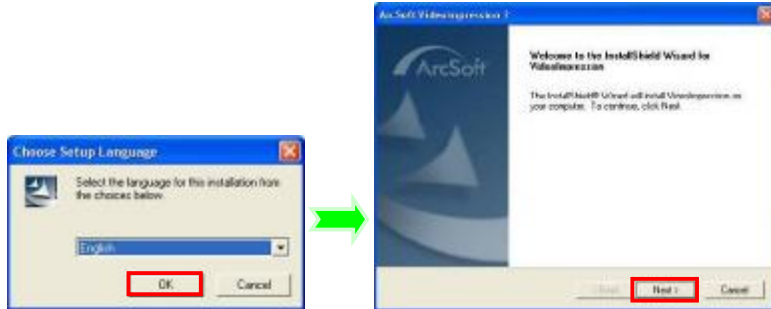 Choose Setup Language
Select the language for this installation from
the choices below.
English
OK
Cancel
ArcSoft VideoImpression 2
ArcSoft
Welcome to the InstallShield Wizard for
VideoImpression
The InstallShield® Wizard will install VideoImpression on
your computer. To continue, click Next.
Next >
Cancel